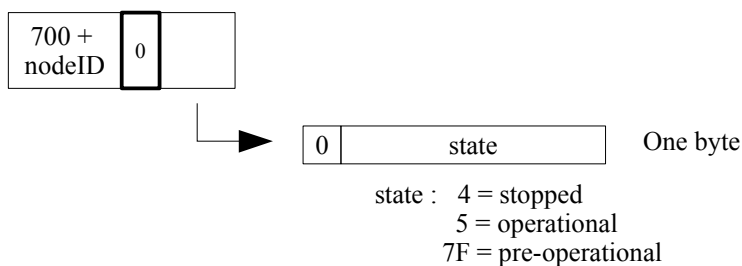 700 +
nodeID
0
0
state
One byte
state : 4 = stopped
5 = operational
7F = pre-operational